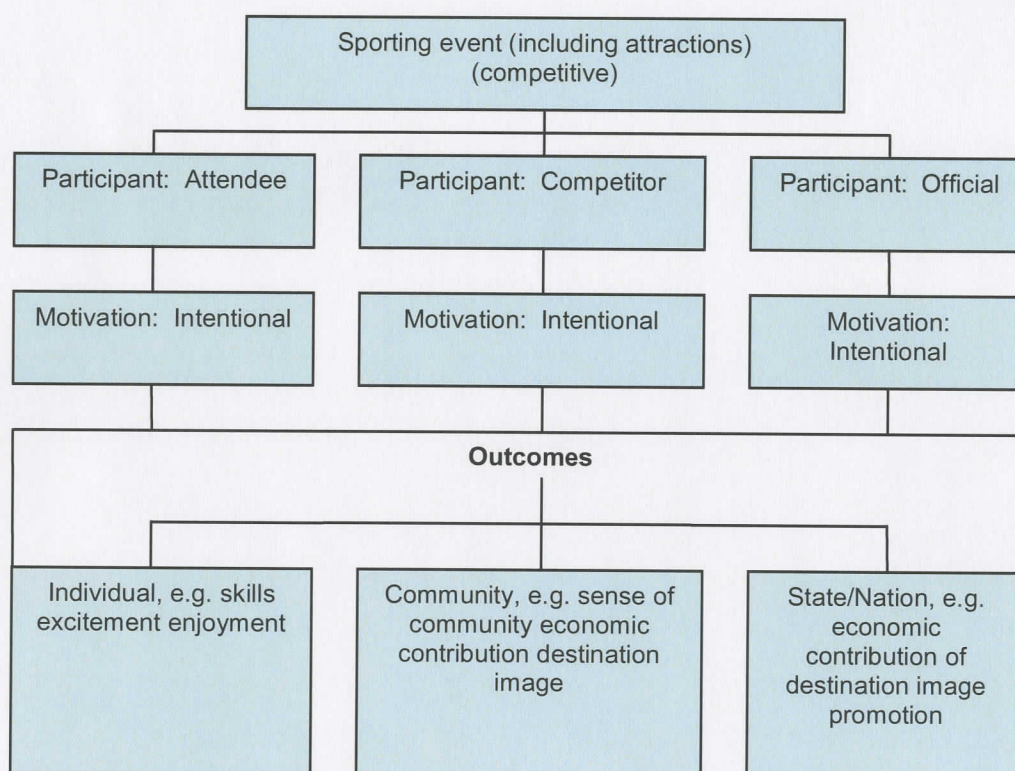 Sporting event (including attractions)
(competitive)
Participant: Attendee
Participant: Competitor
Participant: Official
Motivation: Intentional
Motivation: Intentional
Motivation:
Intentional
Outcomes
Individual, e.g. skills
excitement enjoyment
Community, e.g. sense of
community economic
contribution destination
image
State/Nation, e.g.
economic
contribution of
destination image
promotion